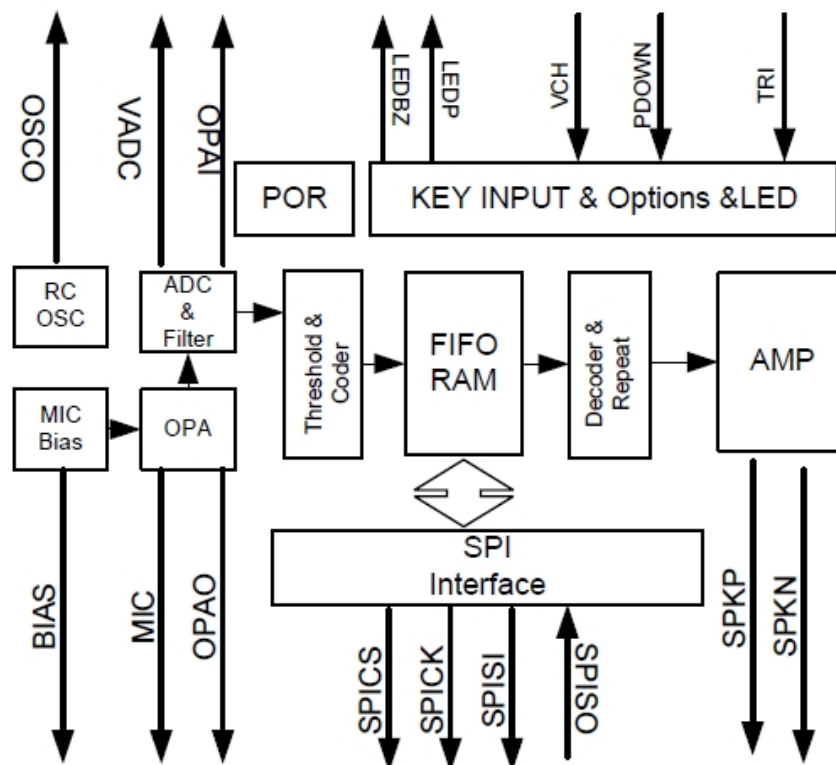 OSCO
VADC
OPAI
LEDBZ
LEDP
VCH
PDOWN
TRI
POR
KEY INPUT & Options &LED
RC
OSC
ADC
&
Filter
Threshold &
Coder
FIFO
RAM
Decoder &
Repeat
AMP
MIC
Bias
OPA
SPI
Interface
BIAS
MIC
OPAO
SPICS
SPICK
SPISI
SPISO
SPKP
SPKN